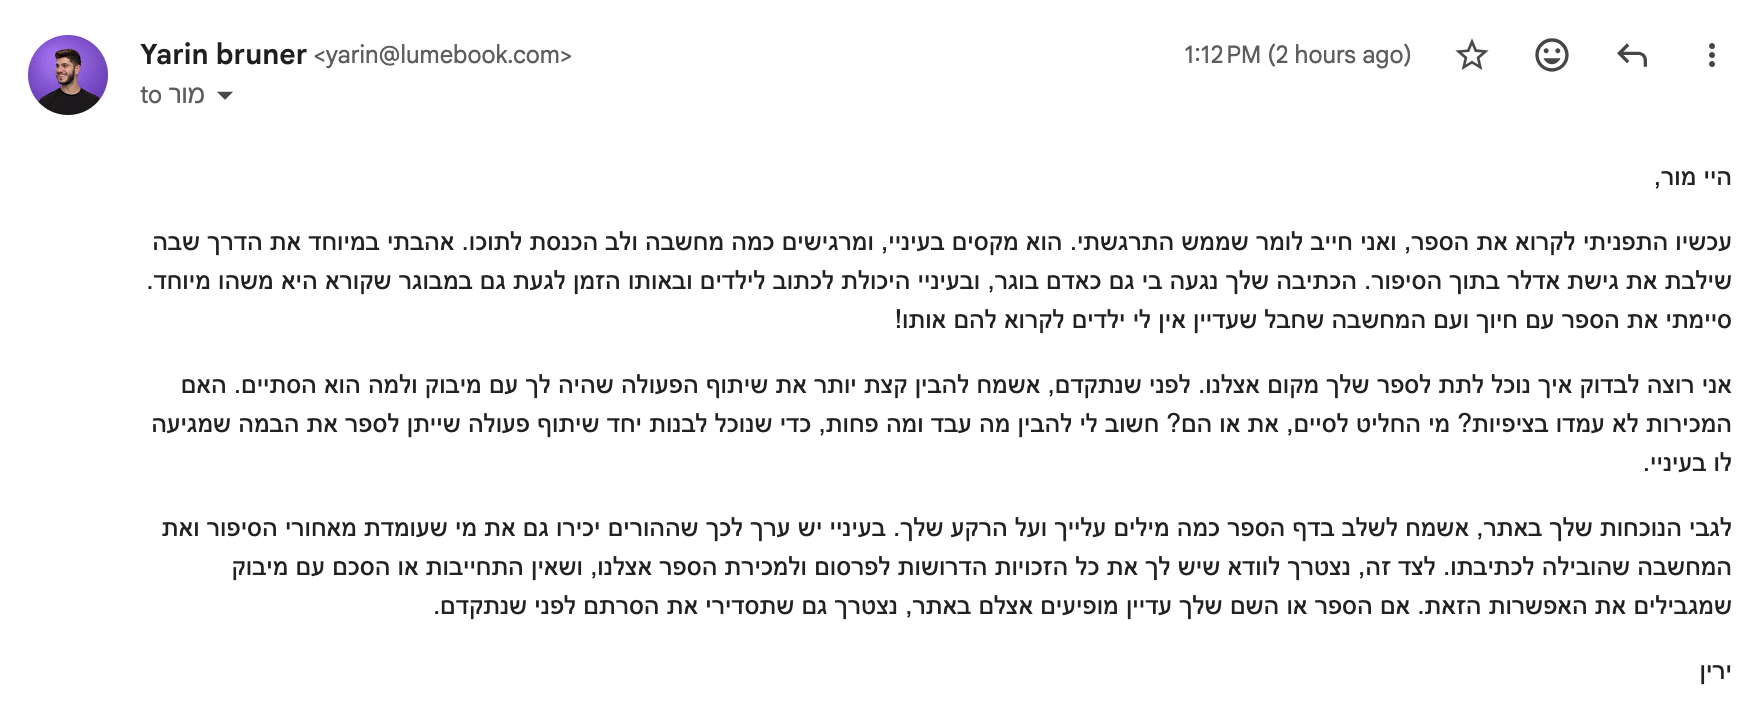 Yarin bruner <yarin@lumebook.com>
1:12 PM (2 hours ago)
to מור
היי מור,
עכשיו התפניתי לקרוא את הספר, ואני חייב לומר שממש התרגשתי. הוא מקסים בעיניי, ומרגישים כמה מחשבה ולב הכנסת לתוכו. אהבתי במיוחד את הדרך שבה
שילבת את גישת אדלר בתוך הסיפור. הכתיבה שלך נגעה בי גם כאדם בוגר, ובעיניי היכולת לכתוב לילדים ובאותו הזמן לגעת גם במבוגר שקורא היא משהו מיוחד.
סיימתי את הספר עם חיוך ועם המחשבה שחבל שעדיין אין לי ילדים לקרוא להם אותו!
אני רוצה לבדוק איך נוכל לתת לספר שלך מקום אצלנו. לפני שנתקדם, אשמח להבין קצת יותר את שיתוף הפעולה שהיה לך עם מיבוק ולמה הוא הסתיים. האם
המכירות לא עמדו בציפיות? מי החליט לסיים, את או הם? חשוב לי להבין מה עבד ומה פחות, כדי שנוכל לבנות יחד שיתוף פעולה שייתן לספר את הבמה שמגיעה
לו בעיניי.
לגבי הנוכחות שלך באתר, אשמח לשלב בדף הספר כמה מילים עלייך ועל הרקע שלך. בעיניי יש ערך לכך שההורים יכירו גם את מי שעומדת מאחורי הסיפור ואת
המחשבה שהובילה לכתיבתו. לצד זה, נצטרך לוודא שיש לך את כל הזכויות הדרושות לפרסום ולמכירת הספר אצלנו, ושאין התחייבות או הסכם עם מיבוק
שמגבילים את האפשרות הזאת. אם הספר או השם שלך עדיין מופיעים אצלם באתר, נצטרך גם שתסדירי את הסרתם לפני שנתקדם.
ירין